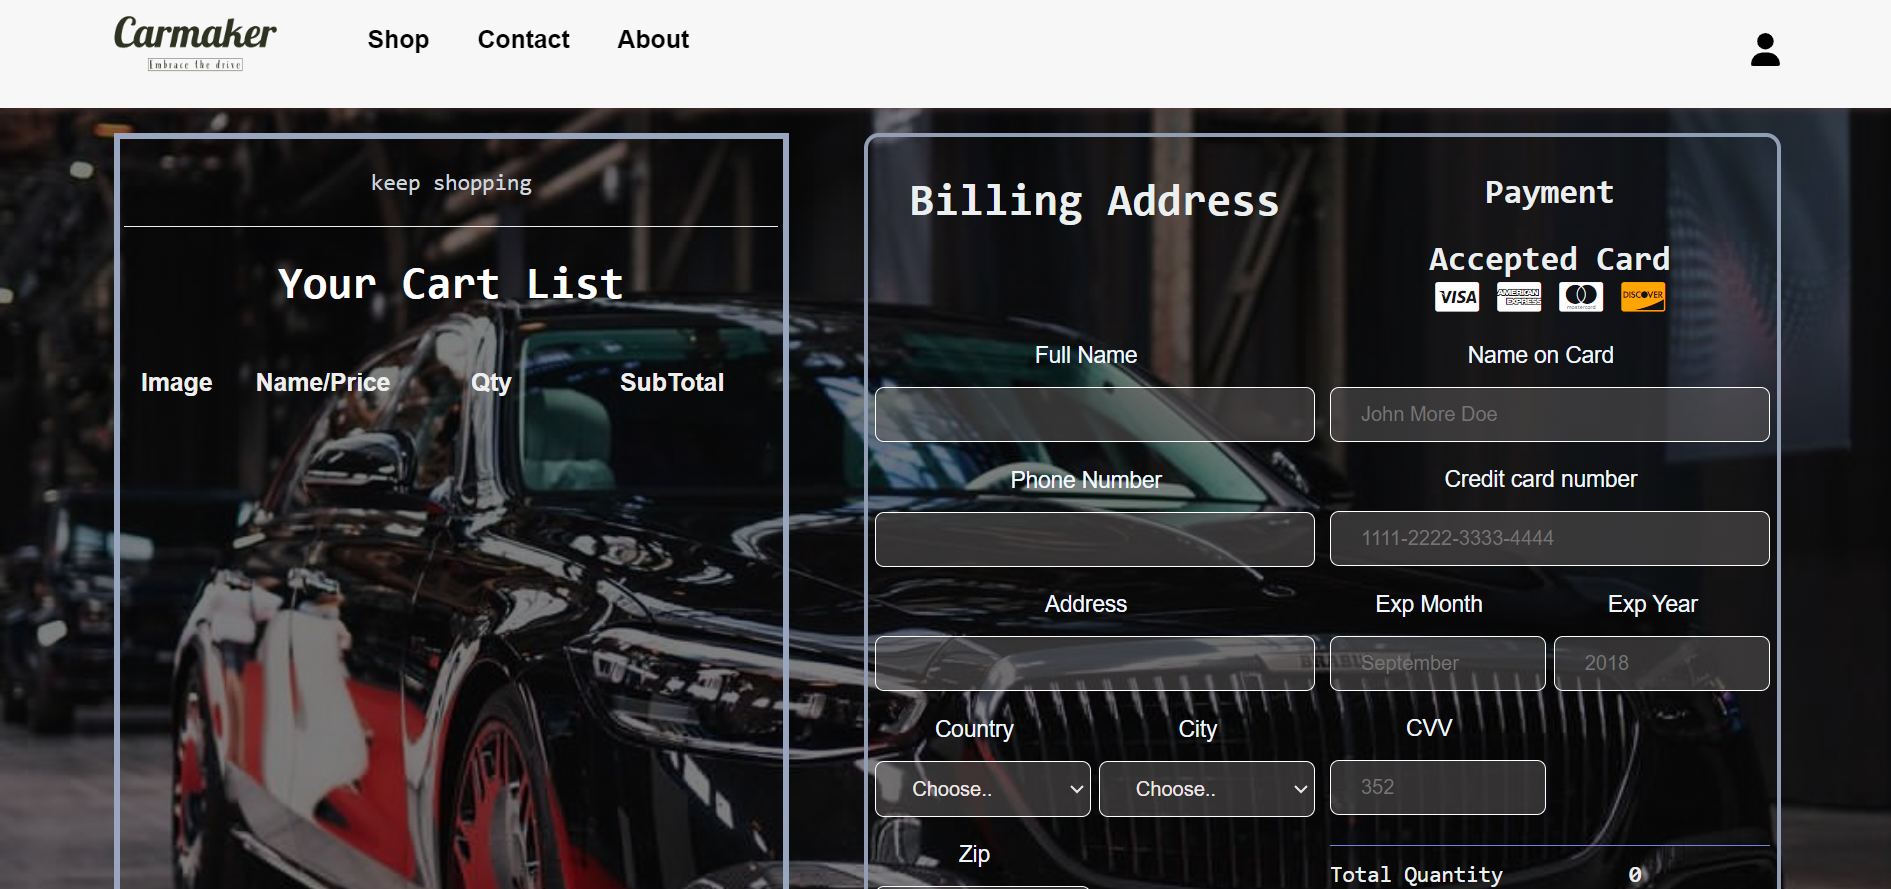 Carmaker
Embrace the drive
Shop
Contact
About
keep shopping
Your Cart List
Image
Name/Price
Qty
SubTotal
Billing Address
Full Name
Phone Number
Address
Country
City
Choose..
Choose..
Zip
Payment
Accepted Card
VISA
AMERICAN
EXPRESS
mastercard
DISCOVER
Name on Card
John More Doe
Credit card number
1111-2222-3333-4444
Exp Month
Exp Year
September
2018
CVV
352
Total Quantity 0